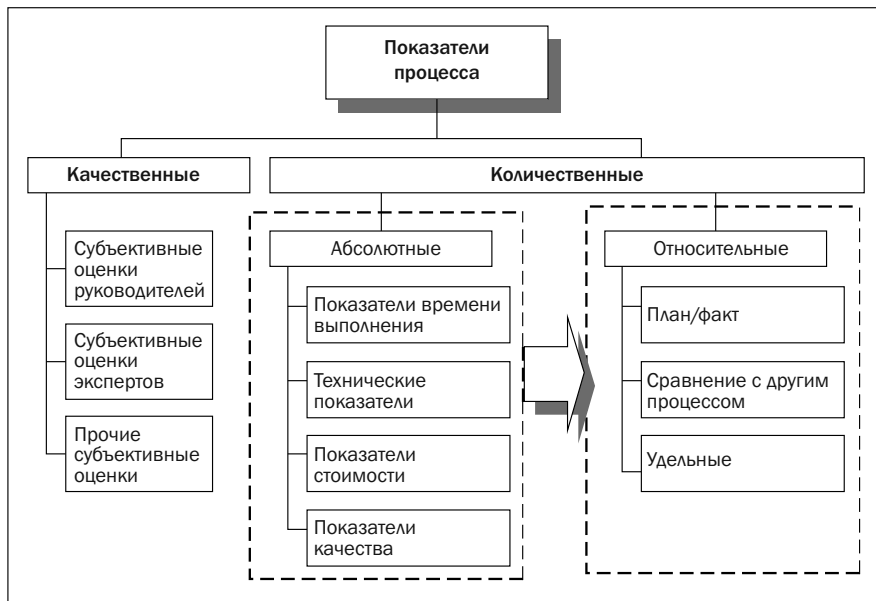 Показатели
процесса
Качественные
Количественные
Субъективные
оценки
руководителей
Субъективные
оценки
экспертов
Прочие
субъективные
оценки
Абсолютные
Показатели времени
выполнения
Технические
показатели
Показатели
стоимости
Показатели
качества
Относительные
План/факт
Сравнение с другим
процессом
Удельные